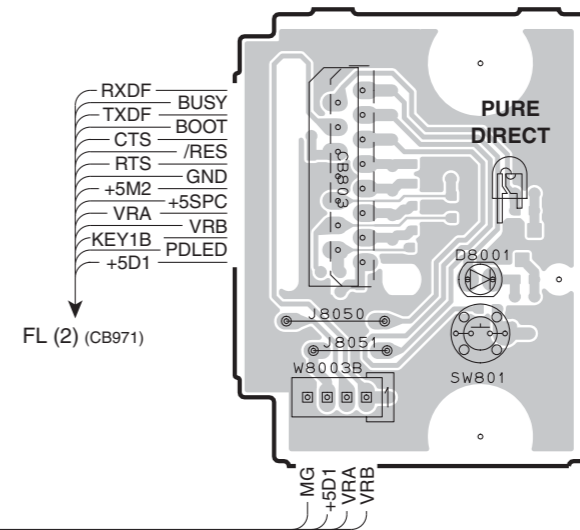 RXDF
BUSY
TXDF
BOOT
CTS
/RES
RTS
GND
+5M2
+5SPC
VRA
VRB
KEY1B
PDLED
+5D1
FL (2) (CB971)
CB803
PURE
DIRECT
D8001
J8050
J8051
W8003B
1
SW801
MG
+5D1
VRA
VRB